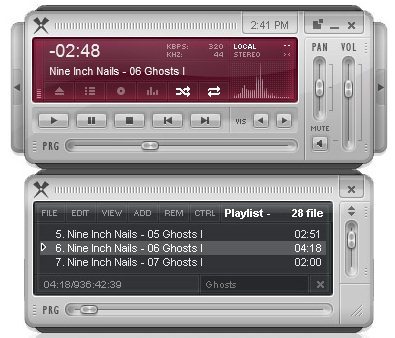 2:41 PM
-02:48 KBPS: 320 LOCAL
KHZ: 44 STEREO
Nine Inch Nails - 06 Ghosts I
PAN VOL
MUTE
VIS
PRG
FILE EDIT VIEW ADD REM CTRL Playlist - 28 file
5. Nine Inch Nails - 05 Ghosts I 02:51
6. Nine Inch Nails - 06 Ghosts I 04:18
7. Nine Inch Nails - 07 Ghosts I 02:00
04:18/936:42:39 Ghosts
PRG